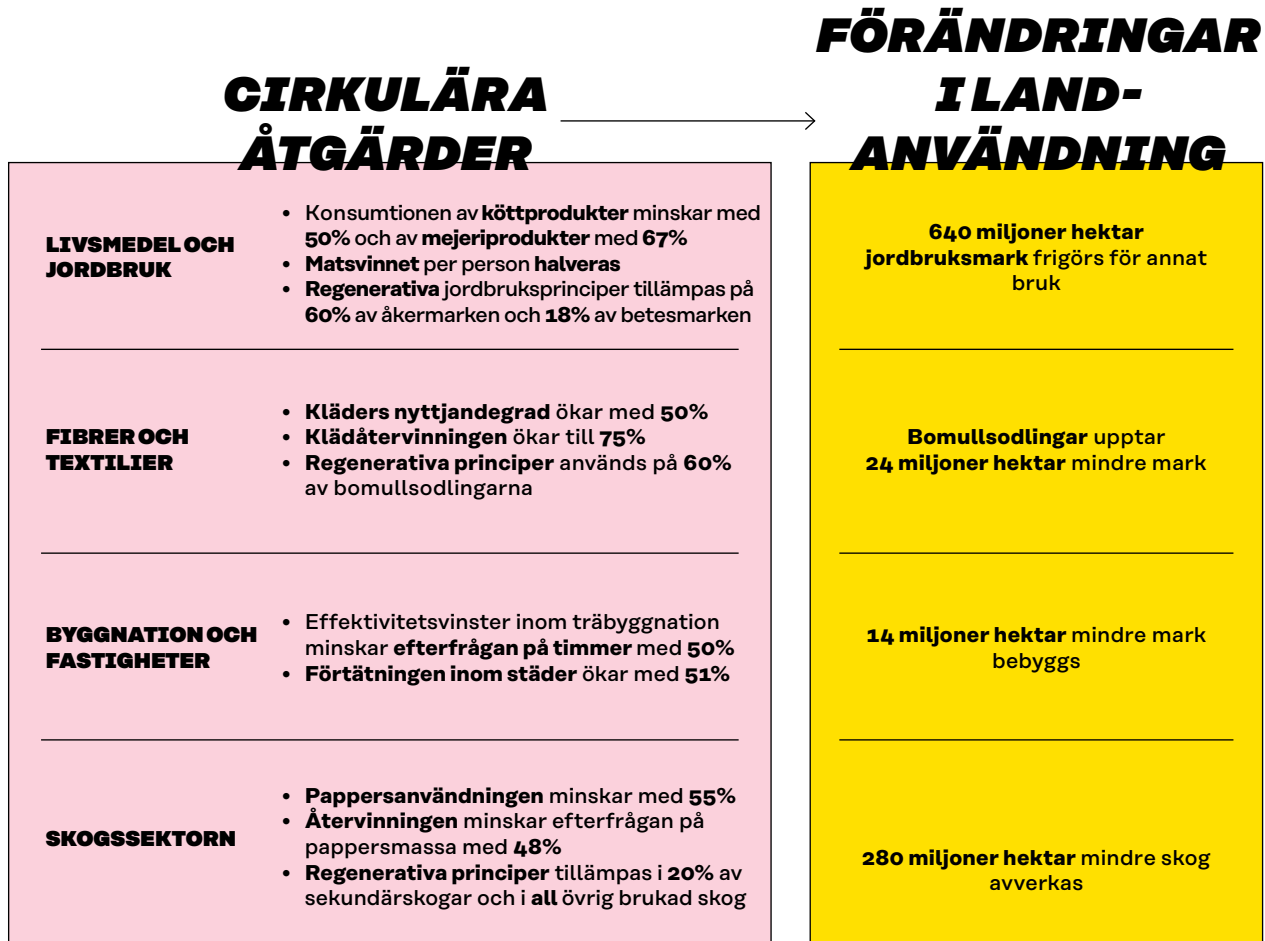 CIRKULÄRA
ÅTGÄRDER
FÖRÄNDRINGAR
I LAND-
ANVÄNDNING
LIVSMEDEL OCH
JORDBRUK
• Konsumtionen av köttprodukter minskar med
50% och av mejeriprodukter med 67%
• Matsvinnet per person halveras
• Regenerativa jordbruksprinciper tillämpas på
60% av åkermarken och 18% av betesmarken
640 miljoner hektar
jordbruksmark frigörs för annat
bruk
FIBRER OCH
TEXTILIER
• Kläders nyttjandegrad ökar med 50%
• Klädåtervinningen ökar till 75%
• Regenerativa principer används på 60%
av bomullsodlingarna
Bomullsodlingar upptar
24 miljoner hektar mindre mark
BYGGNATION OCH
FASTIGHETER
• Effektivitetsvinster inom träbyggnation
minskar efterfrågan på timmer med 50%
• Förtätningen inom städer ökar med 51%
14 miljoner hektar mindre mark
bebyggs
SKOGSSEKTORN
• Pappersanvändningen minskar med 55%
• Återvinningen minskar efterfrågan på
pappersmassa med 48%
• Regenerativa principer tillämpas i 20% av
sekundärskogar och i all övrig brukad skog
280 miljoner hektar mindre skog
avverkas